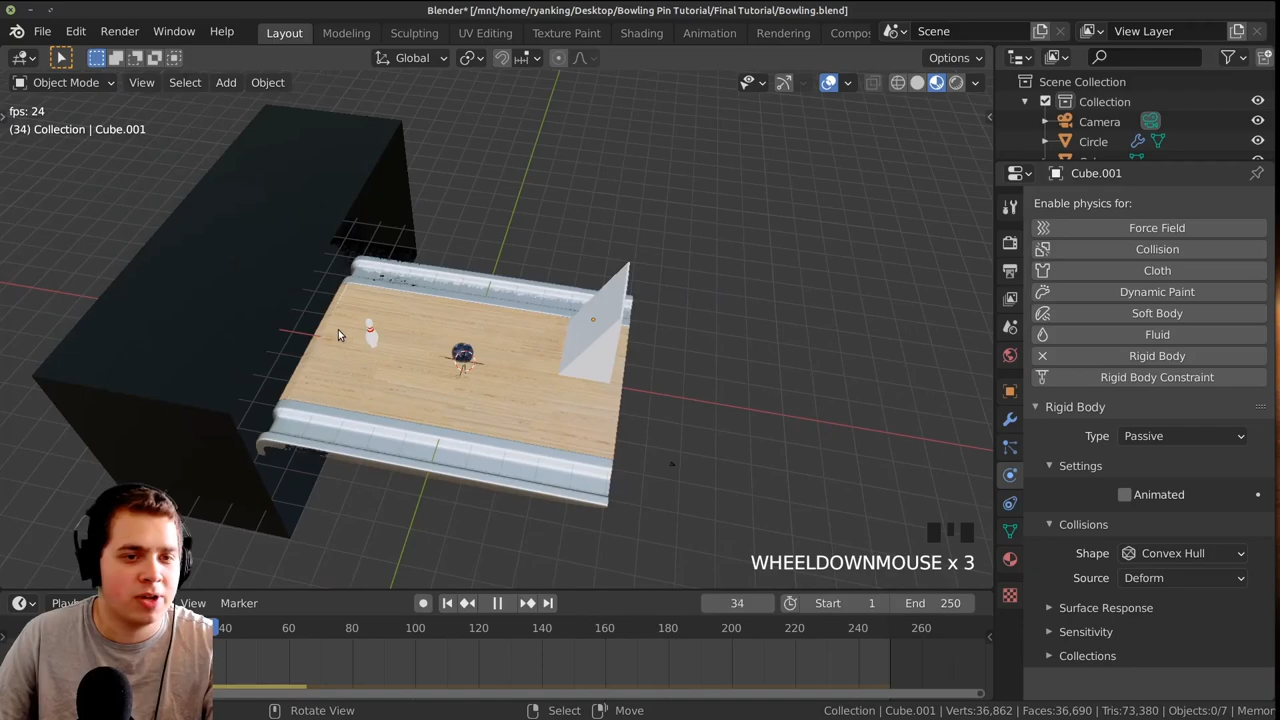 Blender* [/mnt/home/ryanking/Desktop/Bowling Pin Tutorial/Final Tutorial/Bowling.blend]
File Edit Render Window Help Layout Modeling Sculpting UV Editing Texture Paint Shading Animation Rendering Compos Scene View Layer
Global Options
Object Mode View Select Add Object
Scene Collection
Collection
Camera
Circle
fps: 24
(34) Collection | Cube.001
Cube.001
Enable physics for:
Force Field
Collision
Cloth
Dynamic Paint
Soft Body
Fluid
Rigid Body
Rigid Body Constraint
Rigid Body
Type Passive
Settings
Animated
Collisions
Shape Convex Hull
Source Deform
Surface Response
Sensitivity
Collections
WHEELDOWNMOUSE x 3
View Marker 34 Start 1 End 250
40 60 80 100 120 140 160 180 200 220 240 260
Rotate View Select Move Collection | Cube.001 | Verts:36,862 | Faces:36,690 | Tris:73,380 | Objects:0/7 | Memor